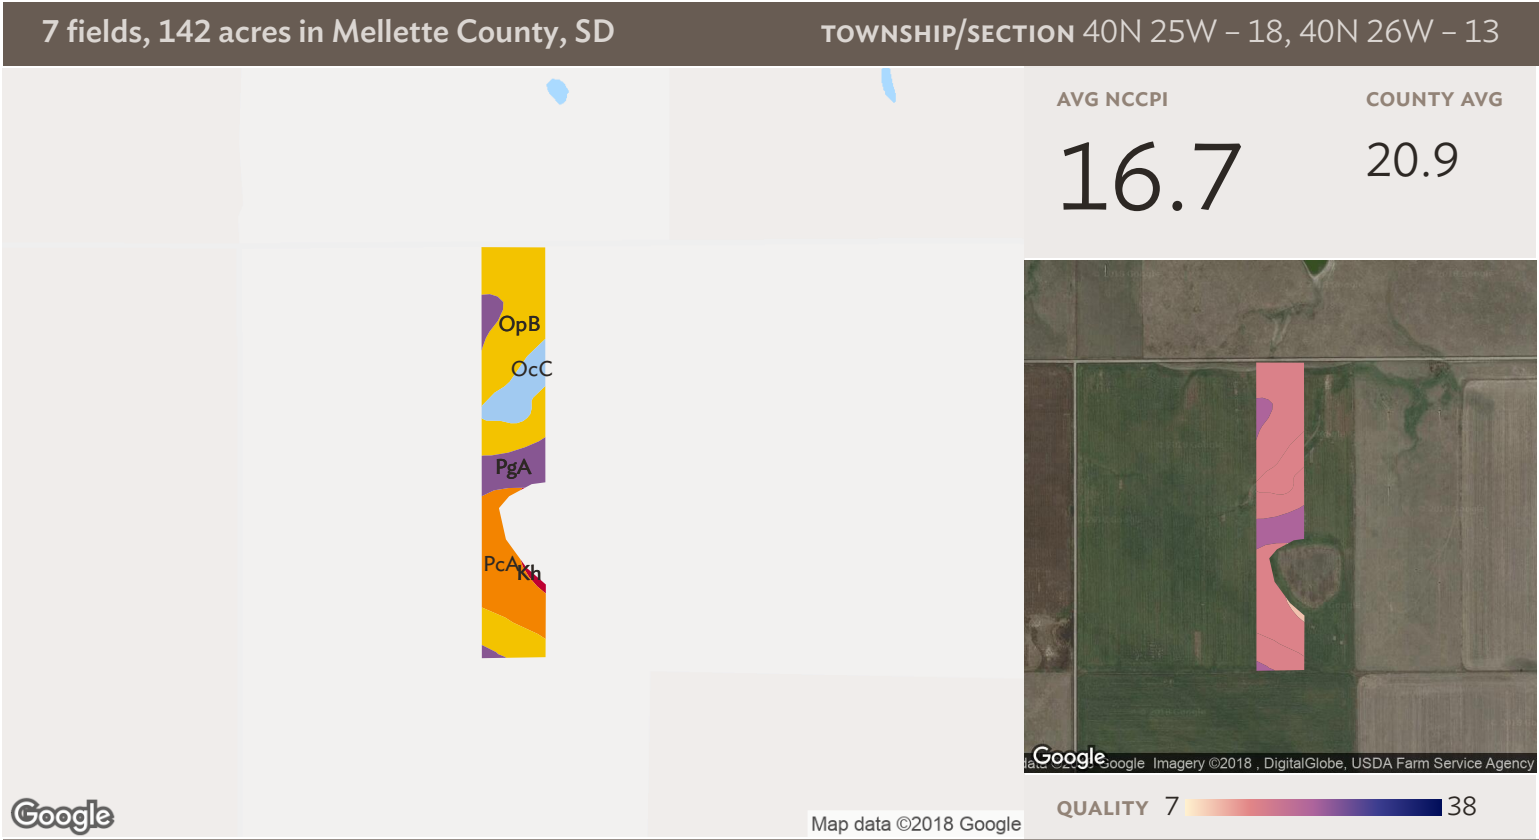 7 fields, 142 acres in Mellette County, SD
TOWNSHIP/SECTION 40N 25W – 18, 40N 26W – 13
AVG NCCPI
COUNTY AVG
16.7
20.9
OpB
OcC
PgA
PcA
Kh
Google
Map data ©2018 Google
Google
Google Imagery ©2018 , DigitalGlobe, USDA Farm Service Agency
QUALITY 7 38